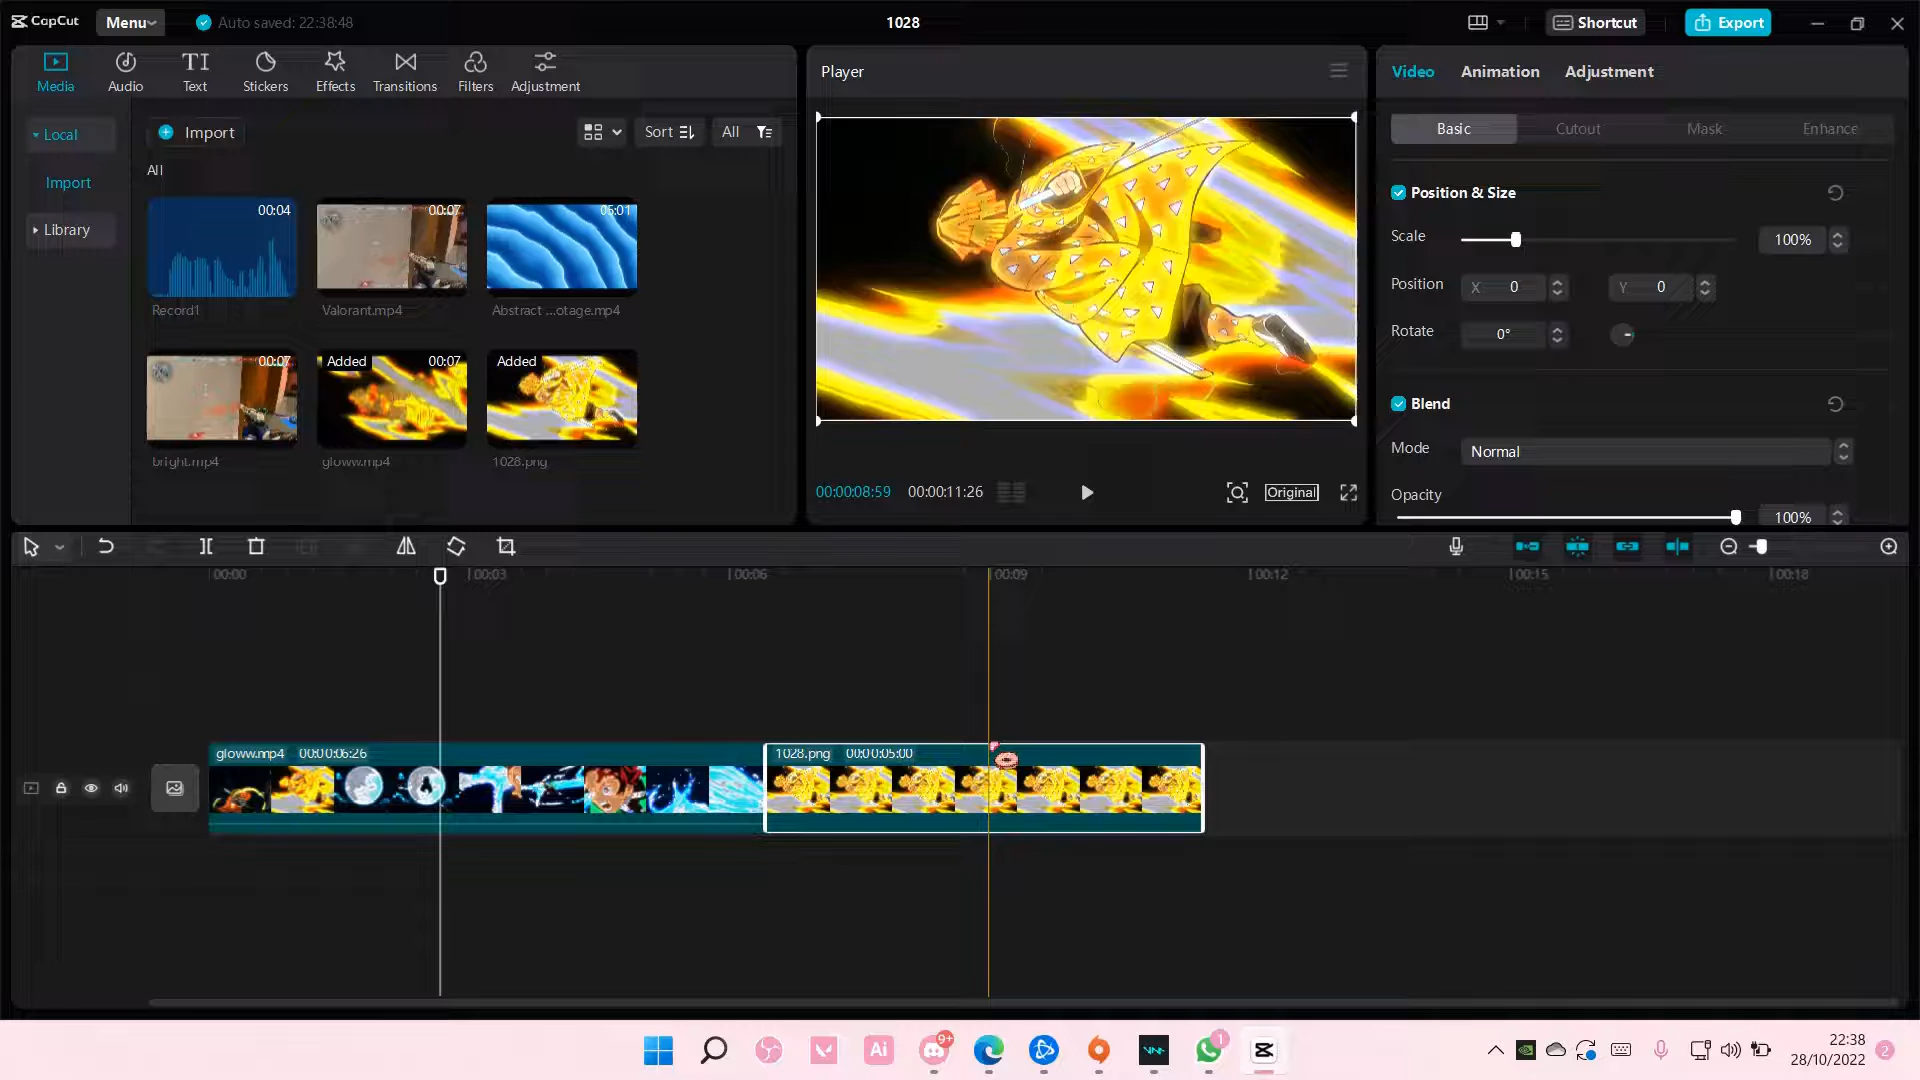 CapCut Menu Auto saved: 22:38:48 1028 Shortcut Export
Media Audio Text Stickers Effects Transitions Filters Adjustment
Player
Video Animation Adjustment
Local
Import
Library
Import Sort All
All
00:04 00:07 05:01
Record1 Valorant.mp4 Abstract ...otage.mp4
00:07 Added 00:07 Added
bright.mp4 gloww.mp4 1028.png
00:00:08:59 00:00:11:26 Original
Basic Cutout Mask Enhance
Position & Size
Scale 100%
Position X 0 Y 0
Rotate 0°
Blend
Mode Normal
Opacity
100%
00:00 00:03 00:06 00:09 00:12 00:15 00:18
gloww.mp4 00:00:06:26 1028.png 00:00:05:00
Ai 9+ VN 1
22:38
28/10/2022 2